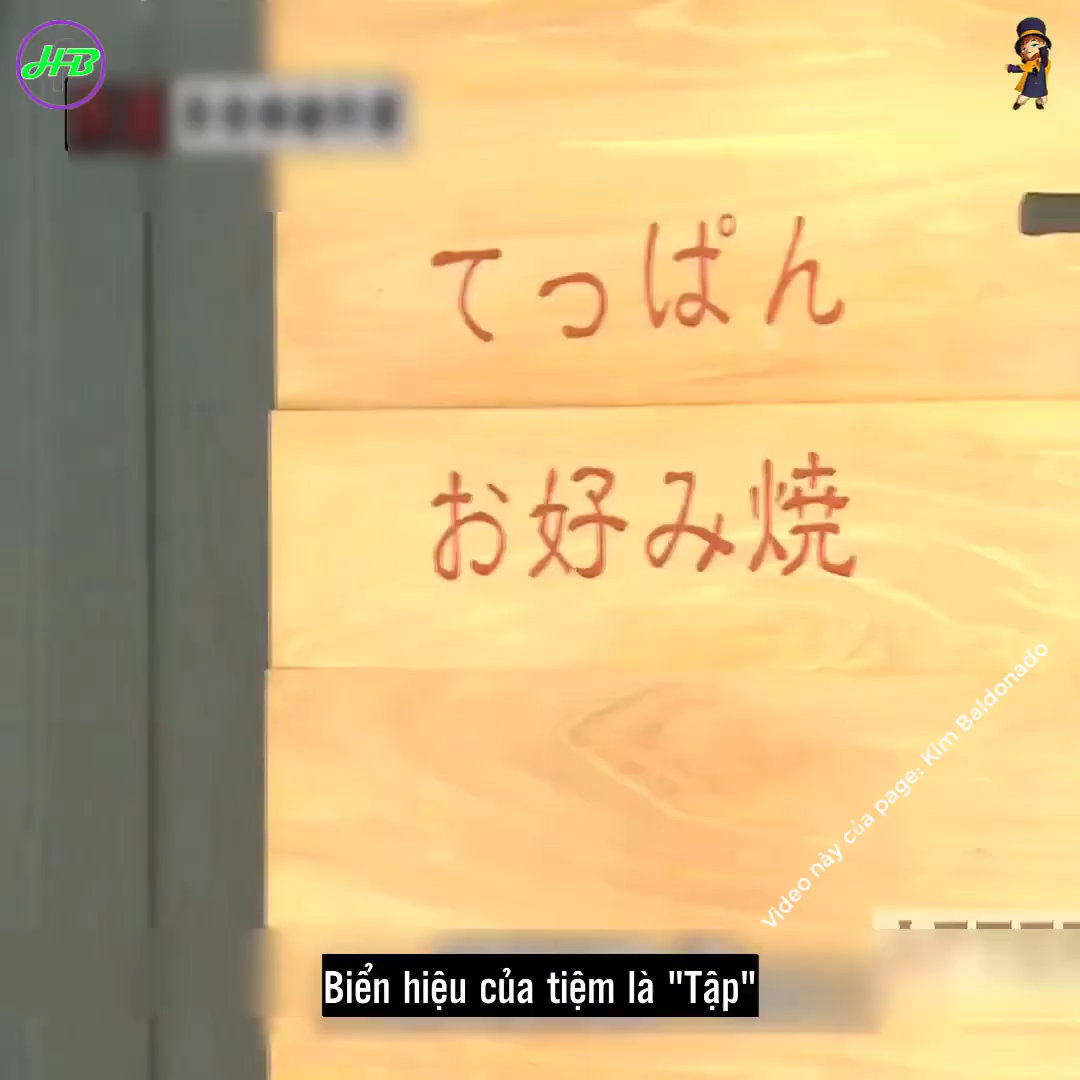 HB
てっぱん
お好み焼
Video này của page: Kim Baldonado
Biển hiệu của tiệm là "Tập"